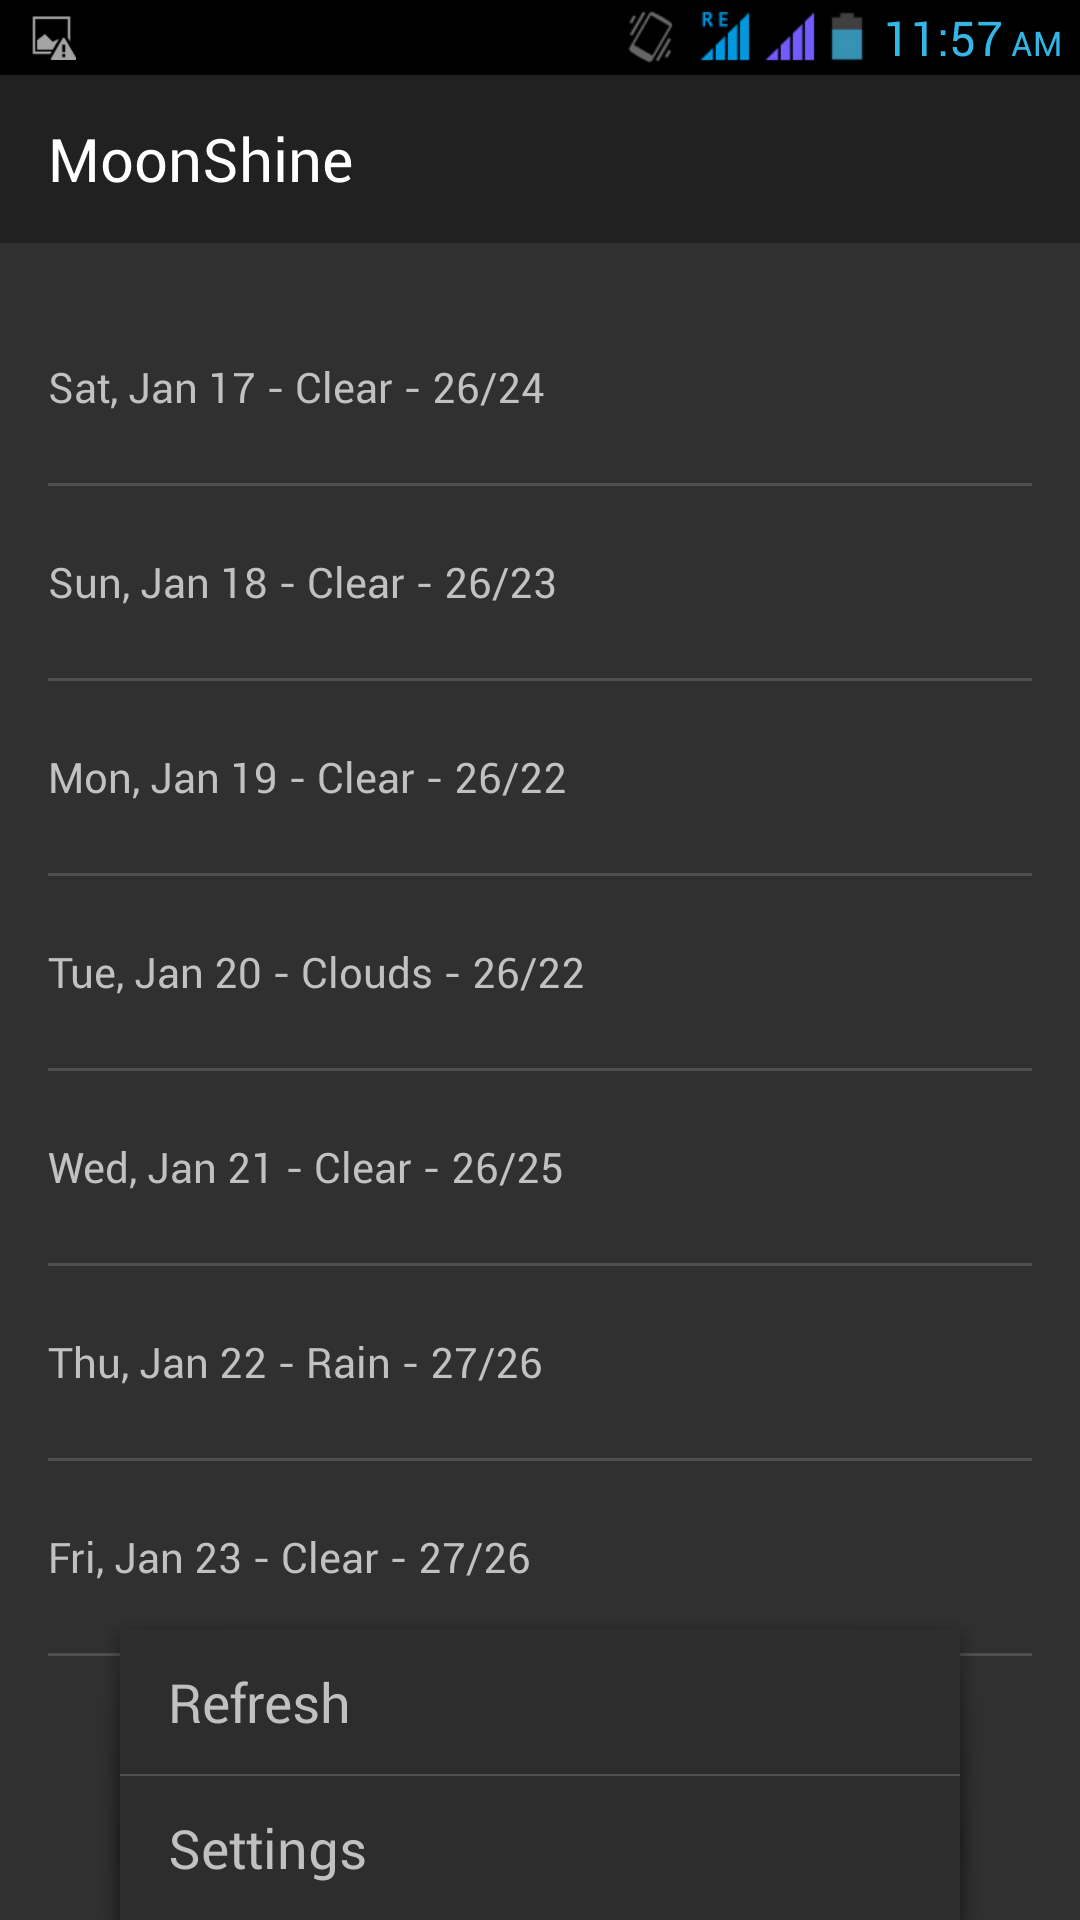 R E
11:57 AM
MoonShine
Sat, Jan 17 - Clear - 26/24
Sun, Jan 18 - Clear - 26/23
Mon, Jan 19 - Clear - 26/22
Tue, Jan 20 - Clouds - 26/22
Wed, Jan 21 - Clear - 26/25
Thu, Jan 22 - Rain - 27/26
Fri, Jan 23 - Clear - 27/26
Refresh
Settings